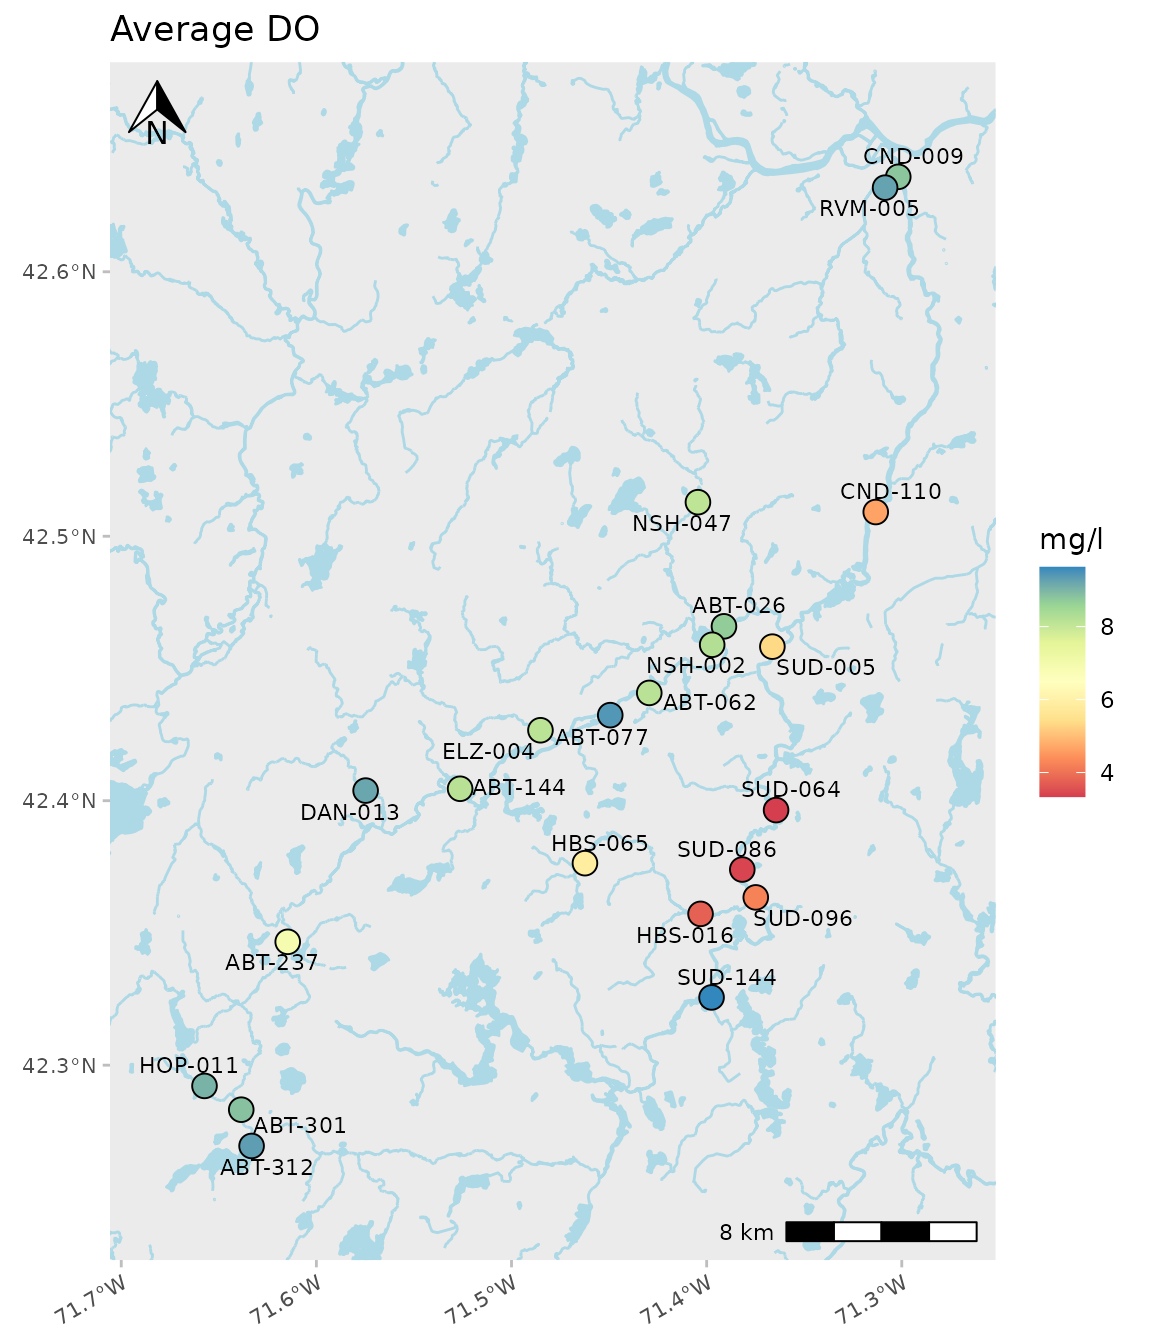 Average DO
N
CND-009
RVM-005
42.6°N
CND-110
NSH-047
42.5°N
mg/l
ABT-026
8
NSH-002
SUD-005
ABT-062
6
ABT-077
ELZ-004
4
ABT-144
SUD-064
42.4°N
DAN-013
HBS-065
SUD-086
SUD-096
HBS-016
ABT-237
SUD-144
HOP-011
42.3°N
ABT-301
ABT-312
8 km
71.7°W
71.6°W
71.5°W
71.4°W
71.3°W